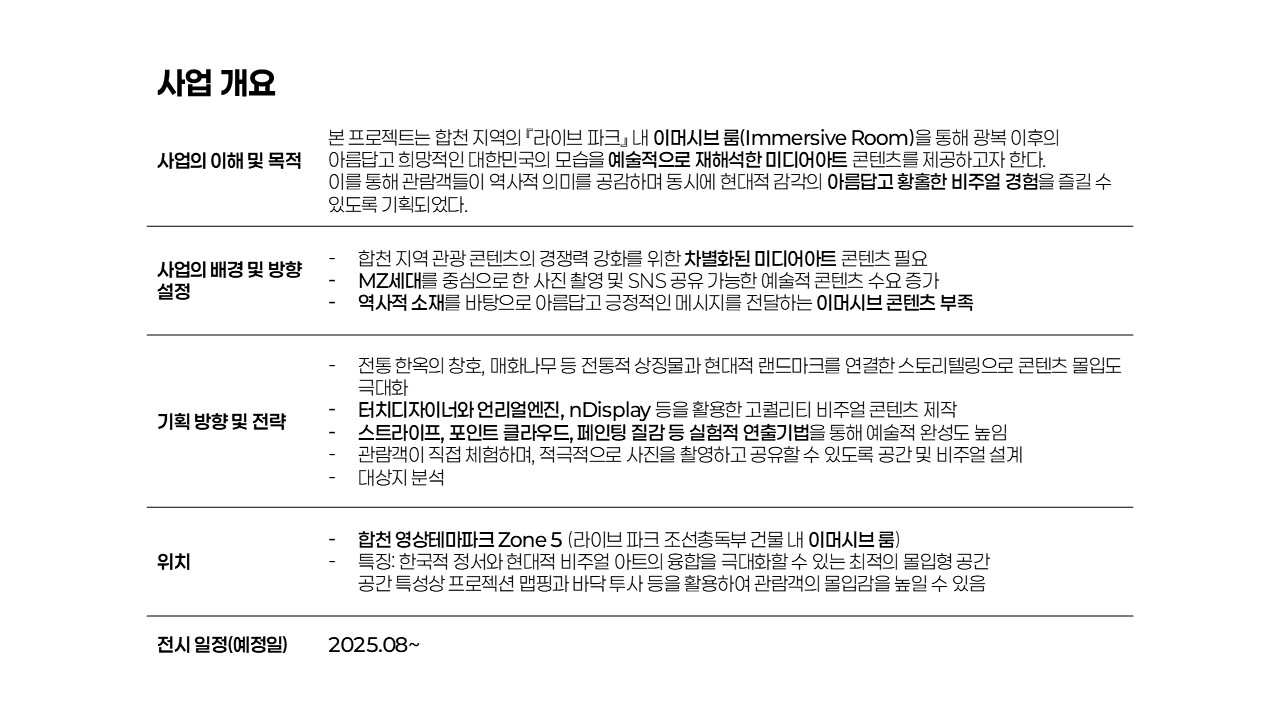 사업 개요
사업의 이해 및 목적
본 프로젝트는 합천 지역의 『라이브 파크』 내 이머시브 룸(Immersive Room)을 통해 광복 이후의
아름답고 희망적인 대한민국의 모습을 예술적으로 재해석한 미디어아트 콘텐츠를 제공하고자 한다.
이를 통해 관람객들이 역사적 의미를 공감하며 동시에 현대적 감각의 아름답고 황홀한 비주얼 경험을 즐길 수
있도록 기획되었다.
사업의 배경 및 방향
설정
- 합천 지역 관광 콘텐츠의 경쟁력 강화를 위한 차별화된 미디어아트 콘텐츠 필요
- MZ세대를 중심으로 한 사진 촬영 및 SNS 공유 가능한 예술적 콘텐츠 수요 증가
- 역사적 소재를 바탕으로 아름답고 긍정적인 메시지를 전달하는 이머시브 콘텐츠 부족
기획 방향 및 전략
- 전통 한옥의 창호, 매화나무 등 전통적 상징물과 현대적 랜드마크를 연결한 스토리텔링으로 콘텐츠 몰입도
극대화
- 터치디자이너와 언리얼엔진, nDisplay 등을 활용한 고퀄리티 비주얼 콘텐츠 제작
- 스트라이프, 포인트 클라우드, 페인팅 질감 등 실험적 연출기법을 통해 예술적 완성도 높임
- 관람객이 직접 체험하며, 적극적으로 사진을 촬영하고 공유할 수 있도록 공간 및 비주얼 설계
- 대상지 분석
위치
- 합천 영상테마파크 Zone 5 (라이브 파크 조선총독부 건물 내 이머시브 룸)
- 특징: 한국적 정서와 현대적 비주얼 아트의 융합을 극대화할 수 있는 최적의 몰입형 공간
공간 특성상 프로젝션 맵핑과 바닥 투사 등을 활용하여 관람객의 몰입감을 높일 수 있음
전시 일정(예정일)
2025.08~